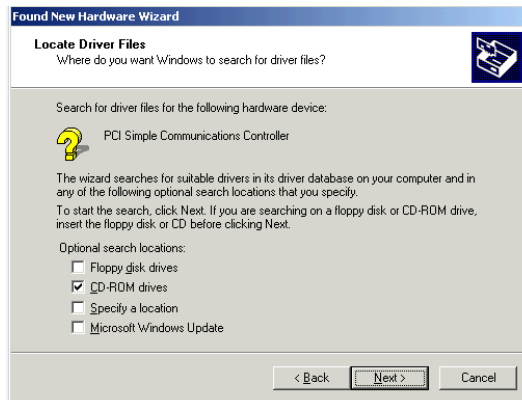 Found New Hardware Wizard
Locate Driver Files
Where do you want Windows to search for driver files?
Search for driver files for the following hardware device:
PCI Simple Communications Controller
The wizard searches for suitable drivers in its driver database on your computer and in
any of the following optional search locations that you specify.
To start the search, click Next. If you are searching on a floppy disk or CD-ROM drive,
insert the floppy disk or CD before clicking Next.
Optional search locations:
Floppy disk drives
CD-ROM drives
Specify a location
Microsoft Windows Update
< Back Next > Cancel